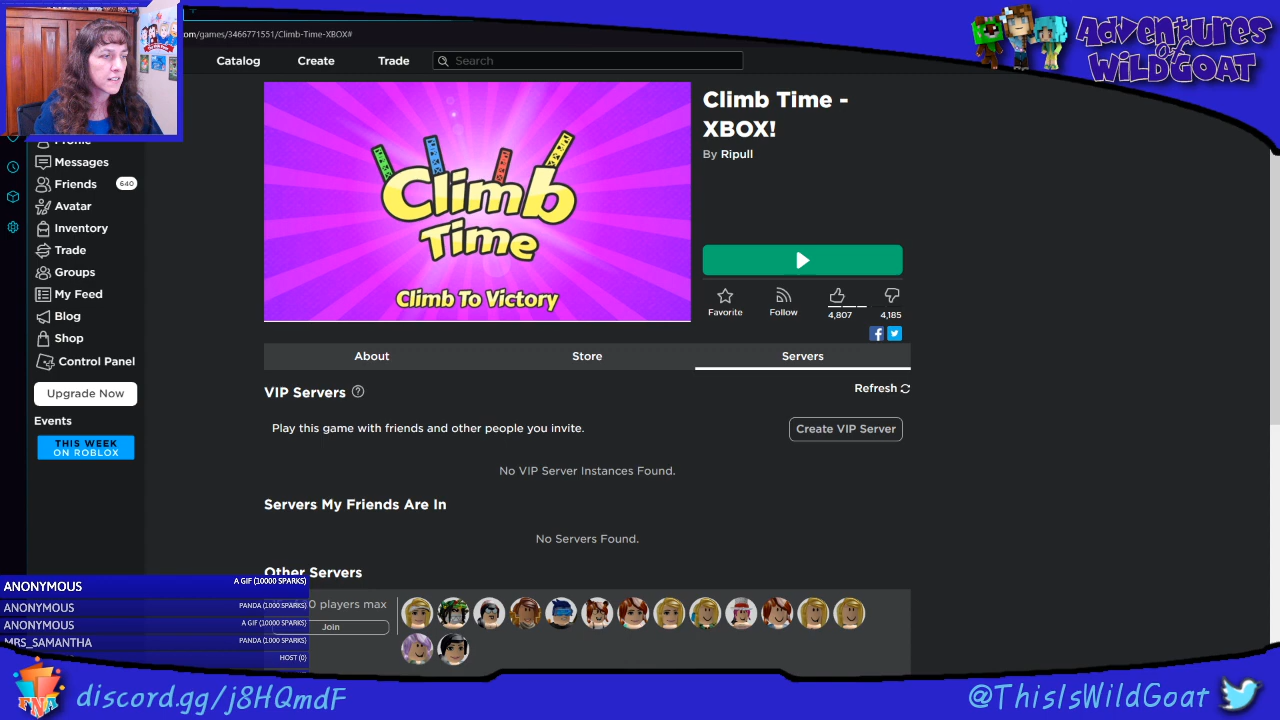 om/games/3466771551/Climb-Time-XBOX#
Adventures
of
WildGoat
Catalog
Create
Trade
Search
Profile
Messages
Friends
640
Avatar
Inventory
Trade
Groups
My Feed
Blog
Shop
Control Panel
Upgrade Now
Events
THIS WEEK
ON ROBLOX
Climb
Time
Climb To Victory
Climb Time -
XBOX!
By Ripull
Favorite
Follow
4,807
4,185
About
Store
Servers
VIP Servers
Refresh
Play this game with friends and other people you invite.
Create VIP Server
No VIP Server Instances Found.
Servers My Friends Are In
No Servers Found.
Other Servers
0 players max
Join
ANONYMOUS A GIF (10000 SPARKS)
ANONYMOUS PANDA (1000 SPARKS)
ANONYMOUS A GIF (10000 SPARKS)
MRS_SAMANTHA PANDA (1000 SPARKS)
HOST (0)
FNA
discord.gg/j8HQmdF
@ThisIsWildGoat